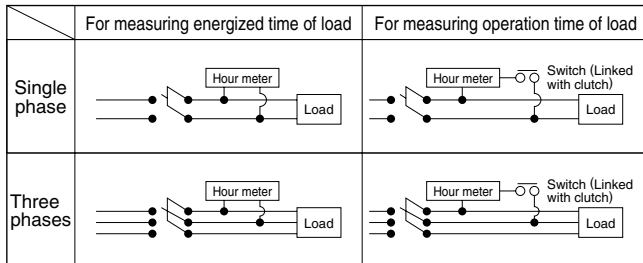 For measuring energized time of load
For measuring operation time of load
Single
phase
Hour meter
Load
Hour meter
Switch (Linked
with clutch)
Load
Three
phases
Hour meter
Load
Hour meter
Switch (Linked
with clutch)
Load